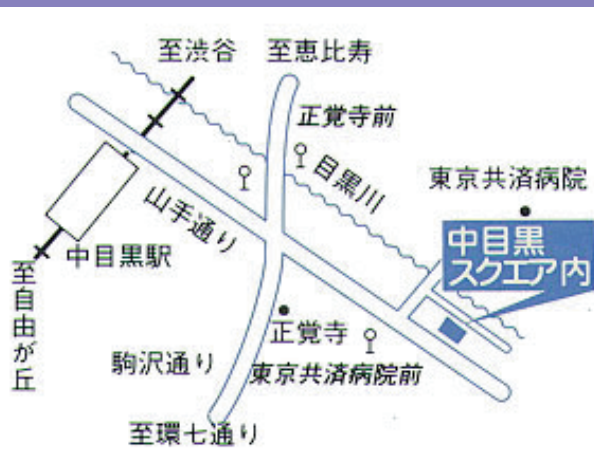 至渋谷
至恵比寿
正覚寺前
目黒川
東京共済病院
山手通り
中目黒駅
中目黒
スクエア内
至自由が丘
正覚寺
駒沢通り
東京共済病院前
至環七通り